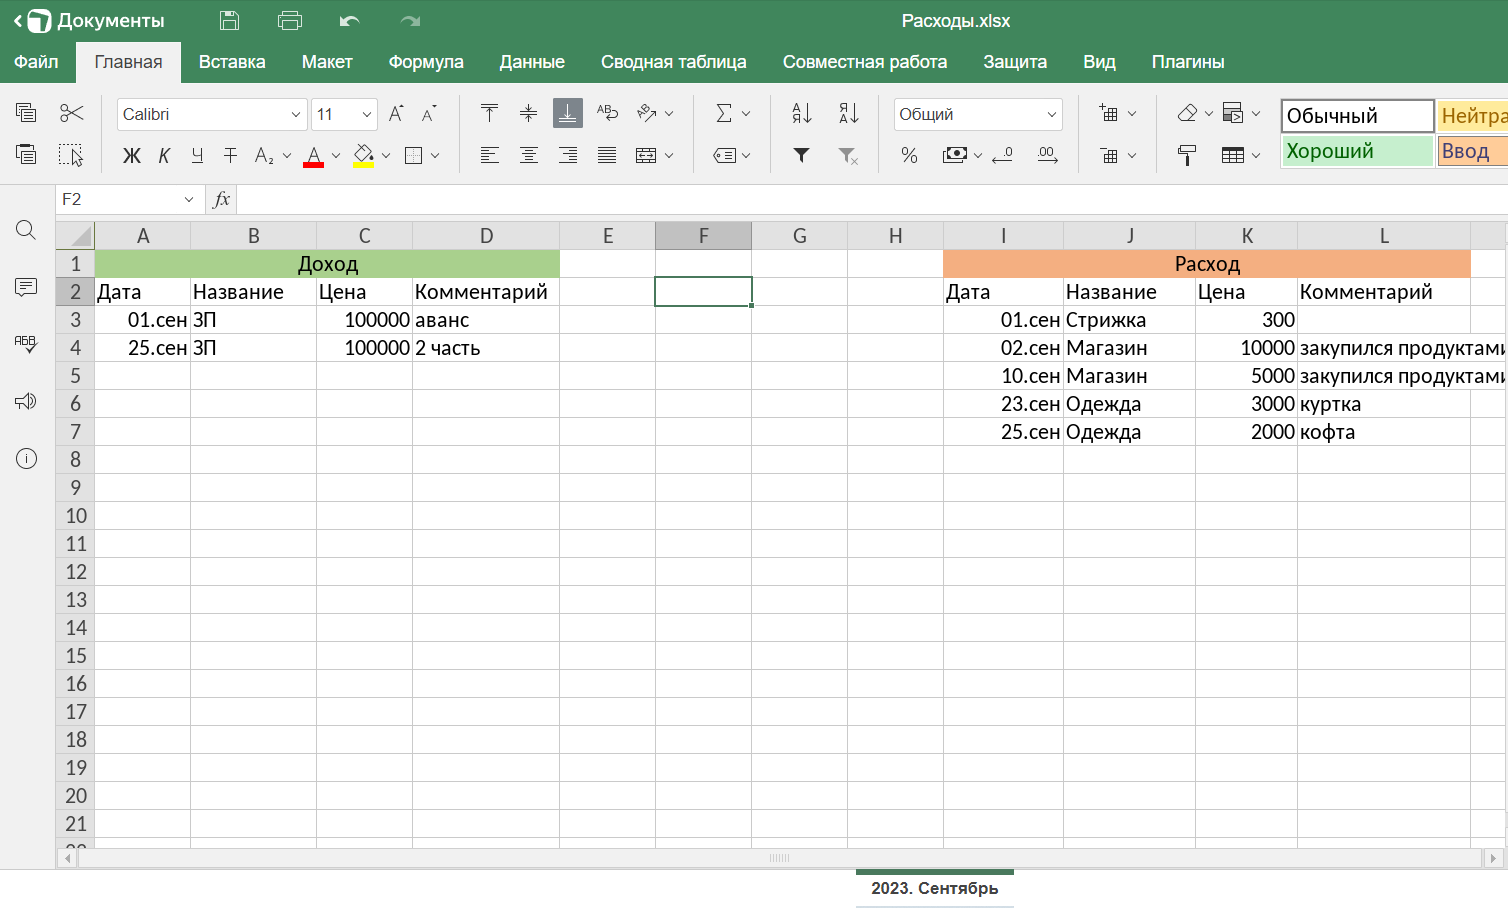 Документы
Расходы.xlsx
Файл Главная Вставка Макет Формула Данные Сводная таблица Совместная работа Защита Вид Плагины
Calibri 11 Общий Обычный Нейтра
Ж К Ч Т А₂ А % Хороший Ввод
F2 fx
A B C D E F G H I J K L
1 Доход Расход
2 Дата Название Цена Комментарий Дата Название Цена Комментарий
3 01.сен ЗП 100000 аванс 01.сен Стрижка 300
4 25.сен ЗП 100000 2 часть 02.сен Магазин 10000 закупился продуктами
5 10.сен Магазин 5000 закупился продуктами
6 23.сен Одежда 3000 куртка
7 25.сен Одежда 2000 кофта
8
9
10
11
12
13
14
15
16
17
18
19
20
21
2023. Сентябрь